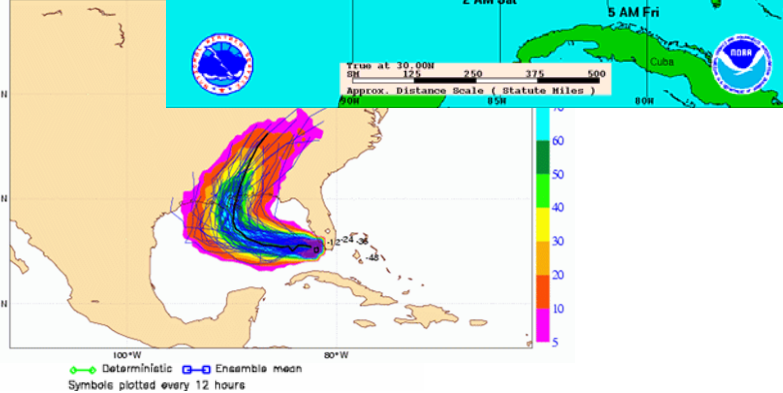 2 AM Sat
5 AM Fri
Cuba
NOAA
True at 30.00N
SM 125 250 375 500
Approx. Distance Scale ( Statute Miles )
90N 85W 80W
N
60
50
40
N
30
-12 -24 -36
-48
20
N
10
5
100°W 80°W
Deterministic Ensemble mean
Symbols plotted every 12 hours